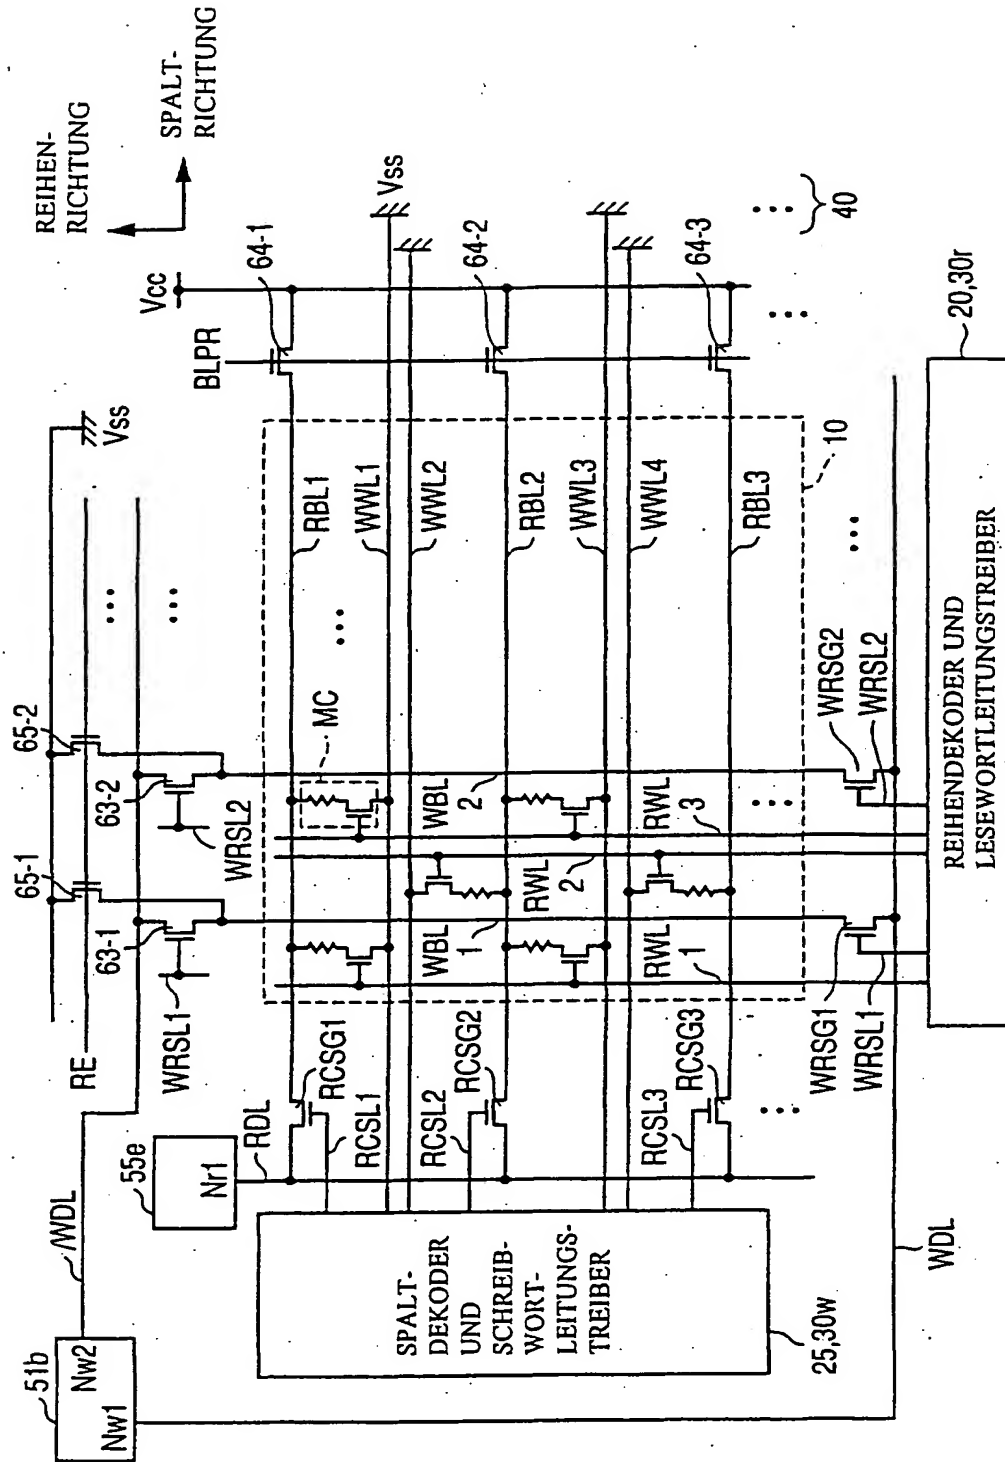 REIHEN-
RICHTUNG
SPALT-
RICHTUNG
51b
Nw2
Nw1
/WDL
55e
Nr1
RDL
RE
WRSL1
63-1
65-1
WRSL2
63-2
65-2
Vss
Vcc
BLPR
64-1
64-2
64-3
Vss
40
10
MC
RBL1
WWL1
WWL2
RBL2
WWL3
WWL4
RBL3
WBL
1
WBL
2
RWL
1
RWL
2
RWL
3
RCSG1
RCSL1
RCSG2
RCSL2
RCSG3
RCSL3
SPALT-
DEKODER
UND
SCHREIB
WORT-
LEITUNGS-
TREIBER
25,30w
WDL
WRSG1
WRSL1
WRSG2
WRSL2
REIHENDEKODER UND
LESEWORTLEITUNGSTREIBER
20,30r